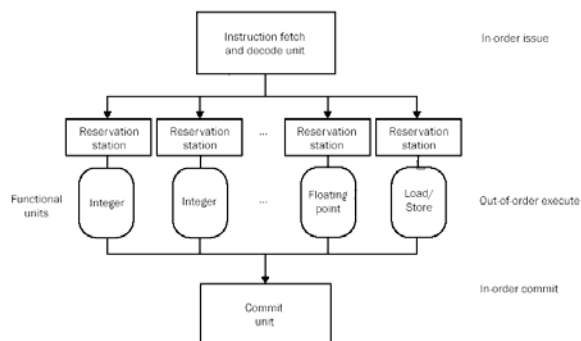 Instruction fetch
and decode unit
In-order issue
Reservation
station
Reservation
station
...
Reservation
station
Reservation
station
Functional
units
Integer
Integer
...
Floating
point
Load/
Store
Out-of-order execute
In-order commit
Commit
unit